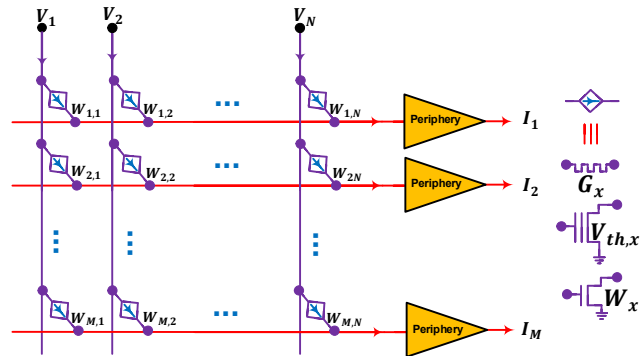 V1 V2 VN
W1,1 W1,2 ... W1,N Periphery I1
W2,1 W2,2 ... W2N Periphery I2
Gx
Vth,x
WM,1 WM,2 ... WM,N Periphery IM
Wx